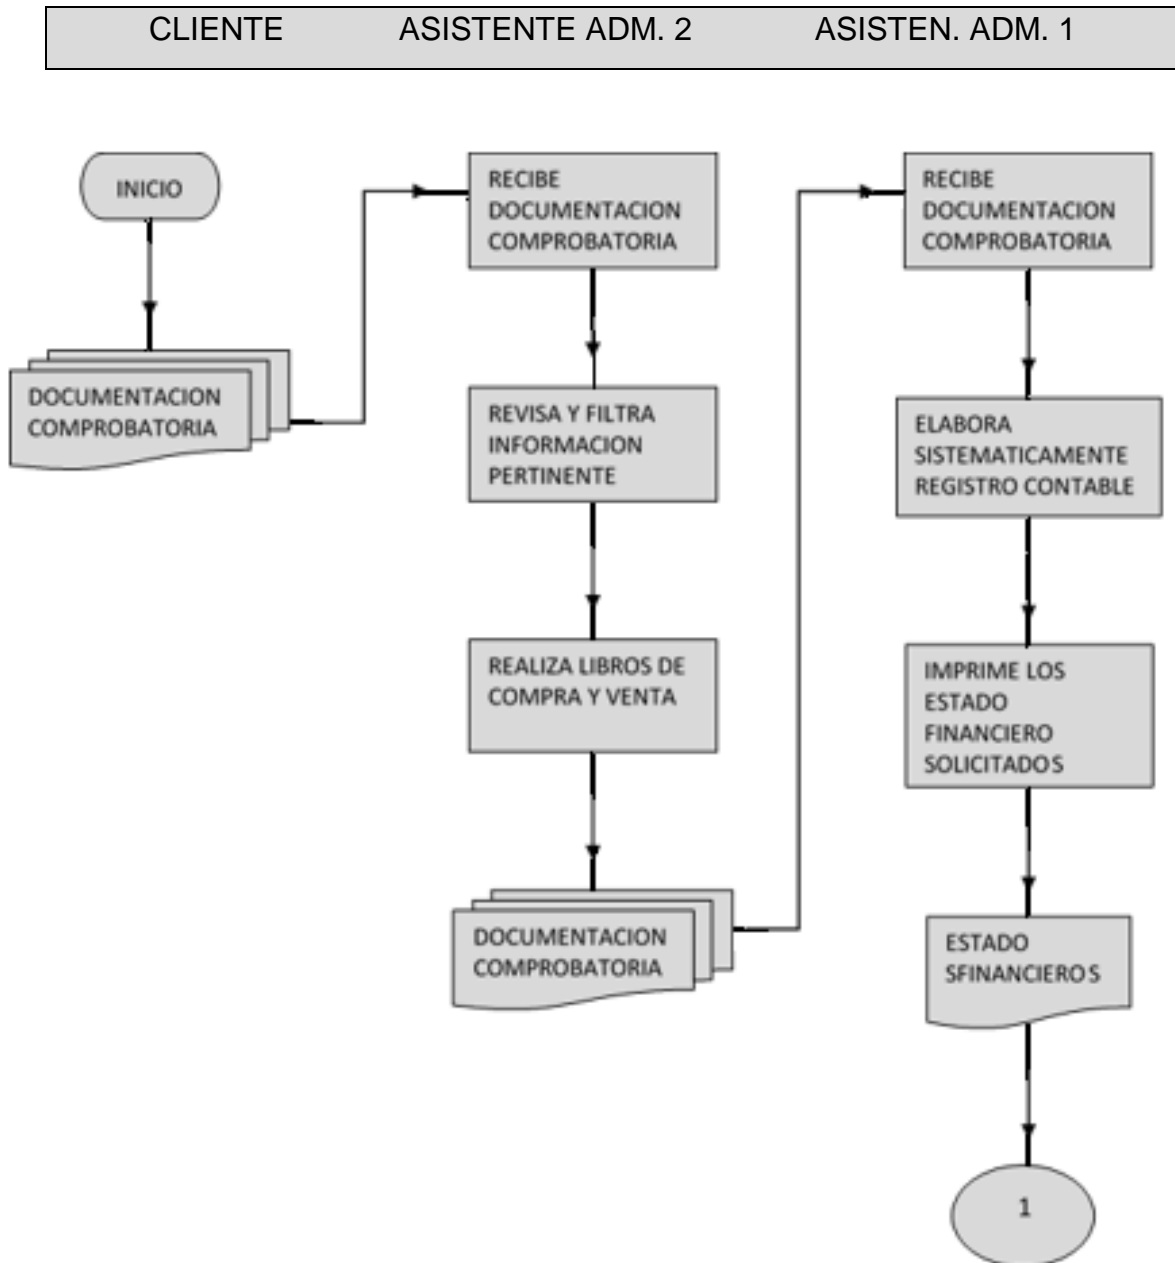 CLIENTE ASISTENTE ADM. 2 ASISTEN. ADM. 1
INICIO
DOCUMENTACION
COMPROBATORIA
RECIBE
DOCUMENTACION
COMPROBATORIA
REVISA Y FILTRA
INFORMACION
PERTINENTE
REALIZA LIBROS DE
COMPRA Y VENTA
DOCUMENTACION
COMPROBATORIA
RECIBE
DOCUMENTACION
COMPROBATORIA
ELABORA
SISTEMATICAMENTE
REGISTRO CONTABLE
IMPRIME LOS
ESTADO
FINANCIERO
SOLICITADOS
ESTADO
SFINANCIEROS
1